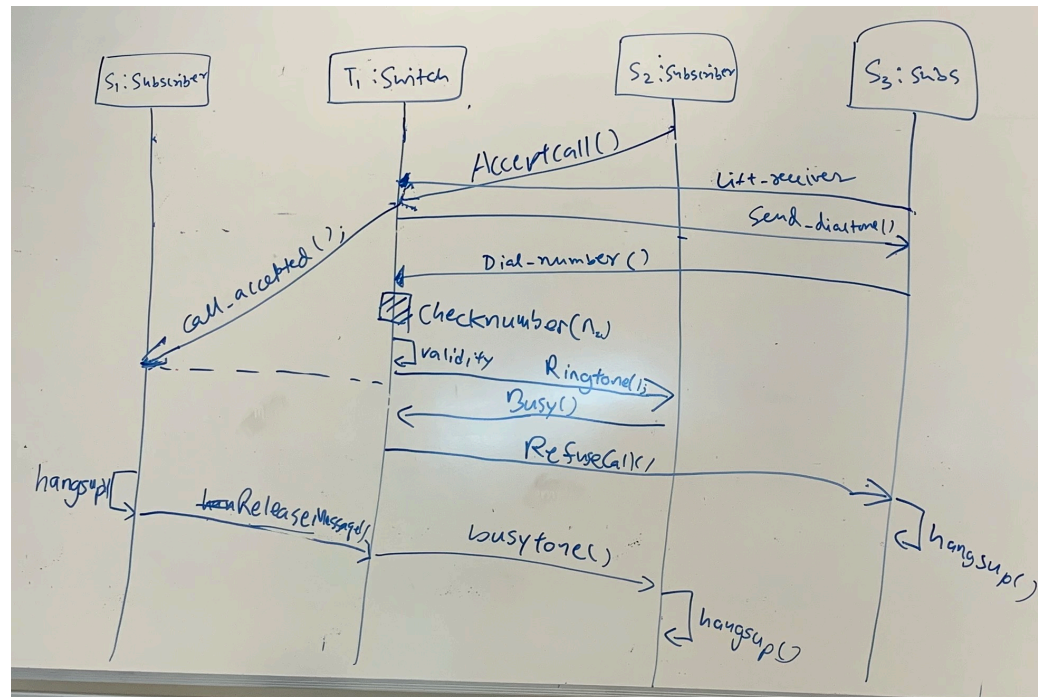 S1:Subscriber
T1:Switch
S2:Subscriber
S3:Subs
AcceptCall()
Lift-receiver
Send_dialtone()
call_accepted();
Dial-number()
Checknumber(
validity
Ringtone();
Busy()
RefuseCall()
hangsup()
ReleaseMessage()
busytone()
hangsup()
hangsup()